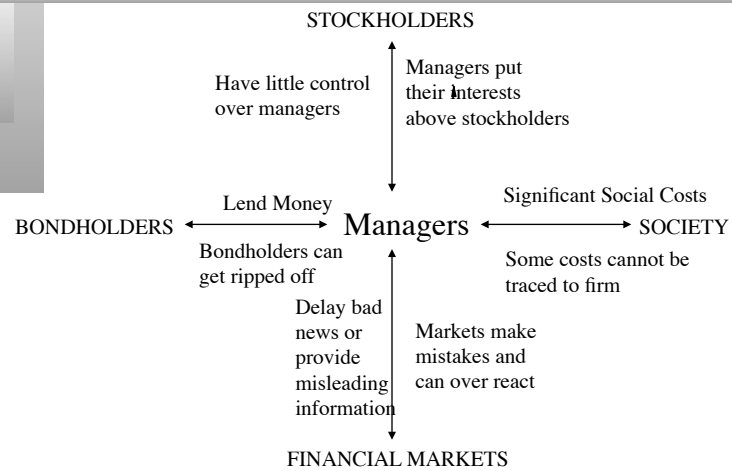 STOCKHOLDERS
Have little control
over managers
Managers put
their interests
above stockholders
Lend Money
Significant Social Costs
BONDHOLDERS
Managers
SOCIETY
Bondholders can
get ripped off
Some costs cannot be
traced to firm
Delay bad
news or
provide
misleading
information
Markets make
mistakes and
can over react
FINANCIAL MARKETS